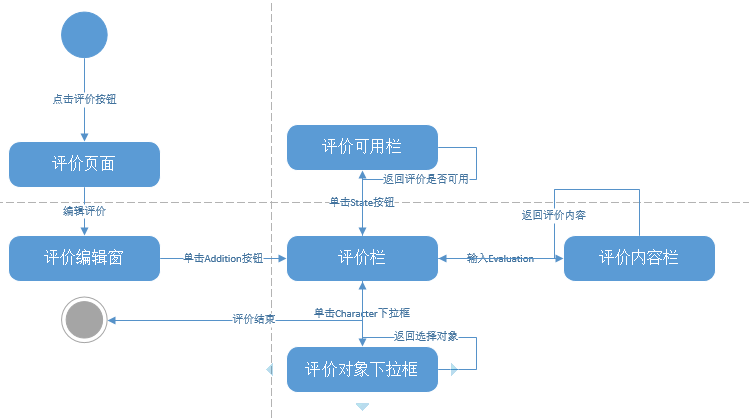 点击评价按钮
评价可用栏
评价页面
返回评价是否可用
单击State按钮
编辑评价
返回评价内容
评价编辑窗
单击Addition按钮
评价栏
输入Evaluation
评价内容栏
单击Character下拉框
评价结束
返回选择对象
评价对象下拉框